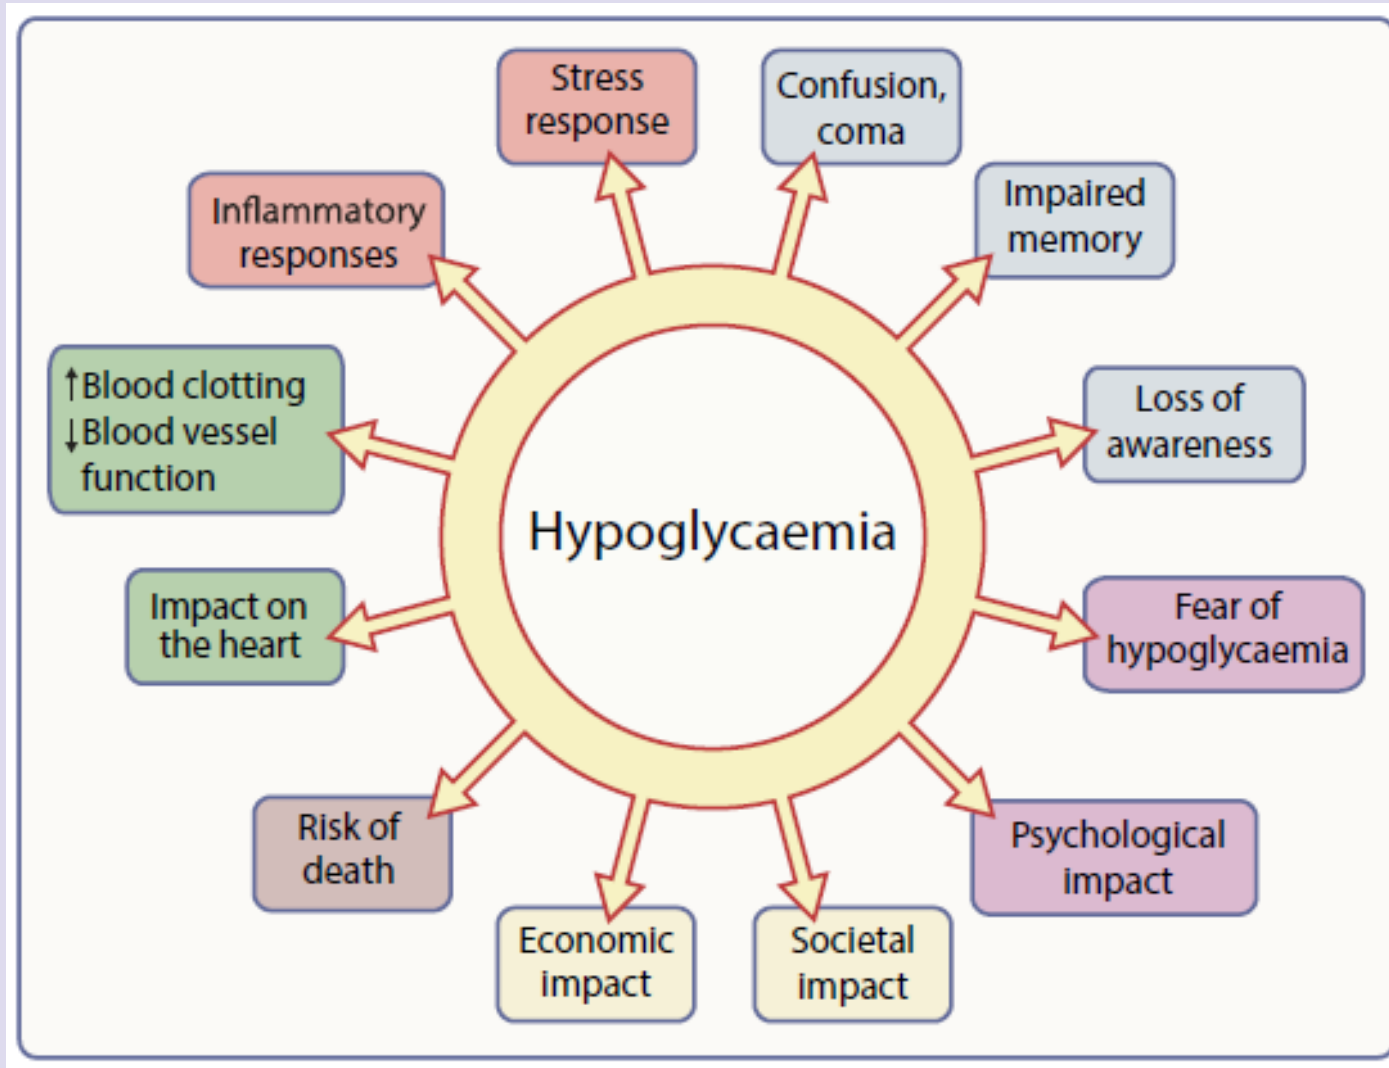 Stress
response
Confusion,
coma
Impaired
memory
Loss of
awareness
Fear of
hypoglycaemia
Psychological
impact
Societal
impact
Economic
impact
Risk of
death
Impact on
the heart
↑Blood clotting
↓Blood vessel
function
Inflammatory
responses
Hypoglycaemia